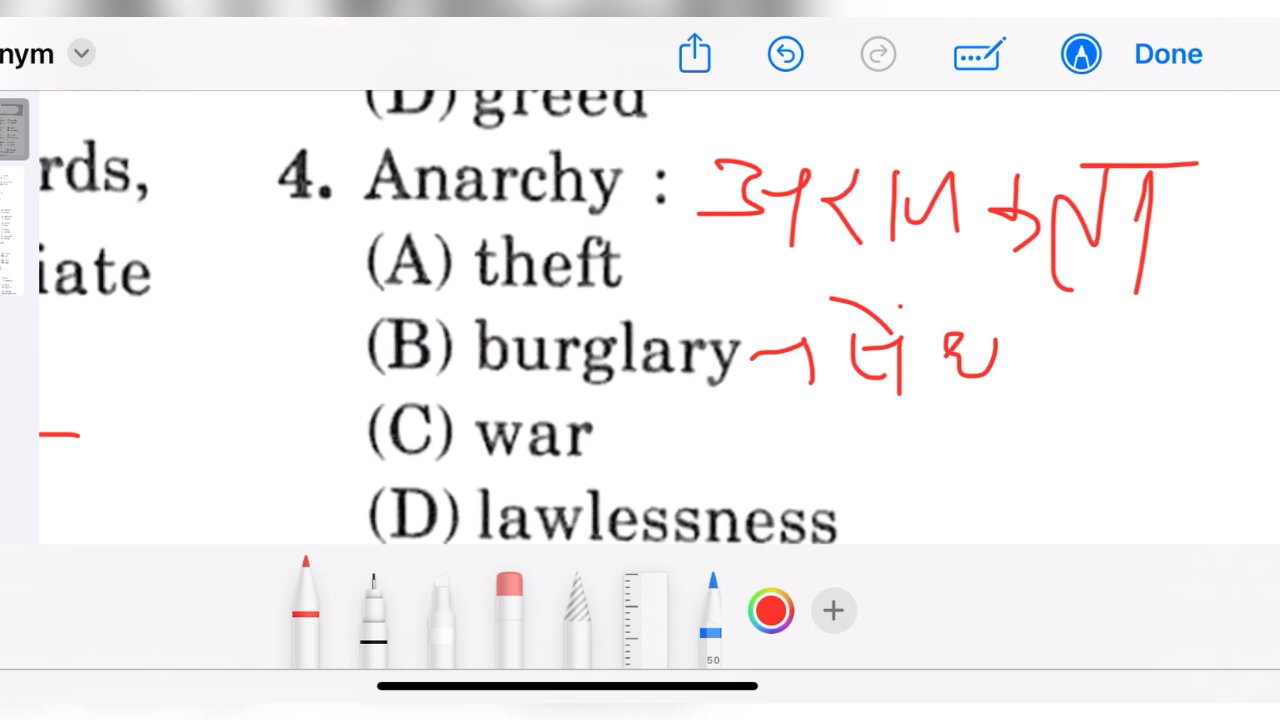 nym
Done
(D) greed
rds,
iate
4. Anarchy : अराजकता
(A) theft
(B) burglary सेंध
(C) war
(D) lawlessness
50